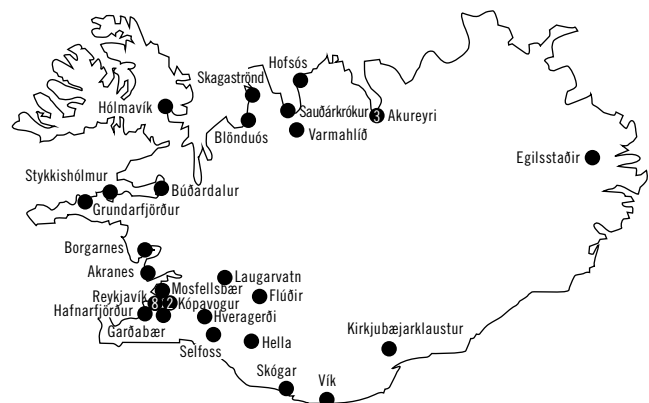 Hofsós
Skagaströnd
Hólmavík
Sauðárkrókur
3 Akureyri
Blönduós
Varmahlíð
Egilsstaðir
Stykkishólmur
Búðardalur
Grundarfjörður
Borgarnes
Akranes
Laugarvatn
Mosfellsbær
Reykjavík
8
2 Kópavogur
Flúðir
Hafnarfjörður
Hveragerði
Garðabær
Selfoss
Hella
Kirkjubæjarklaustur
Skógar
Vík